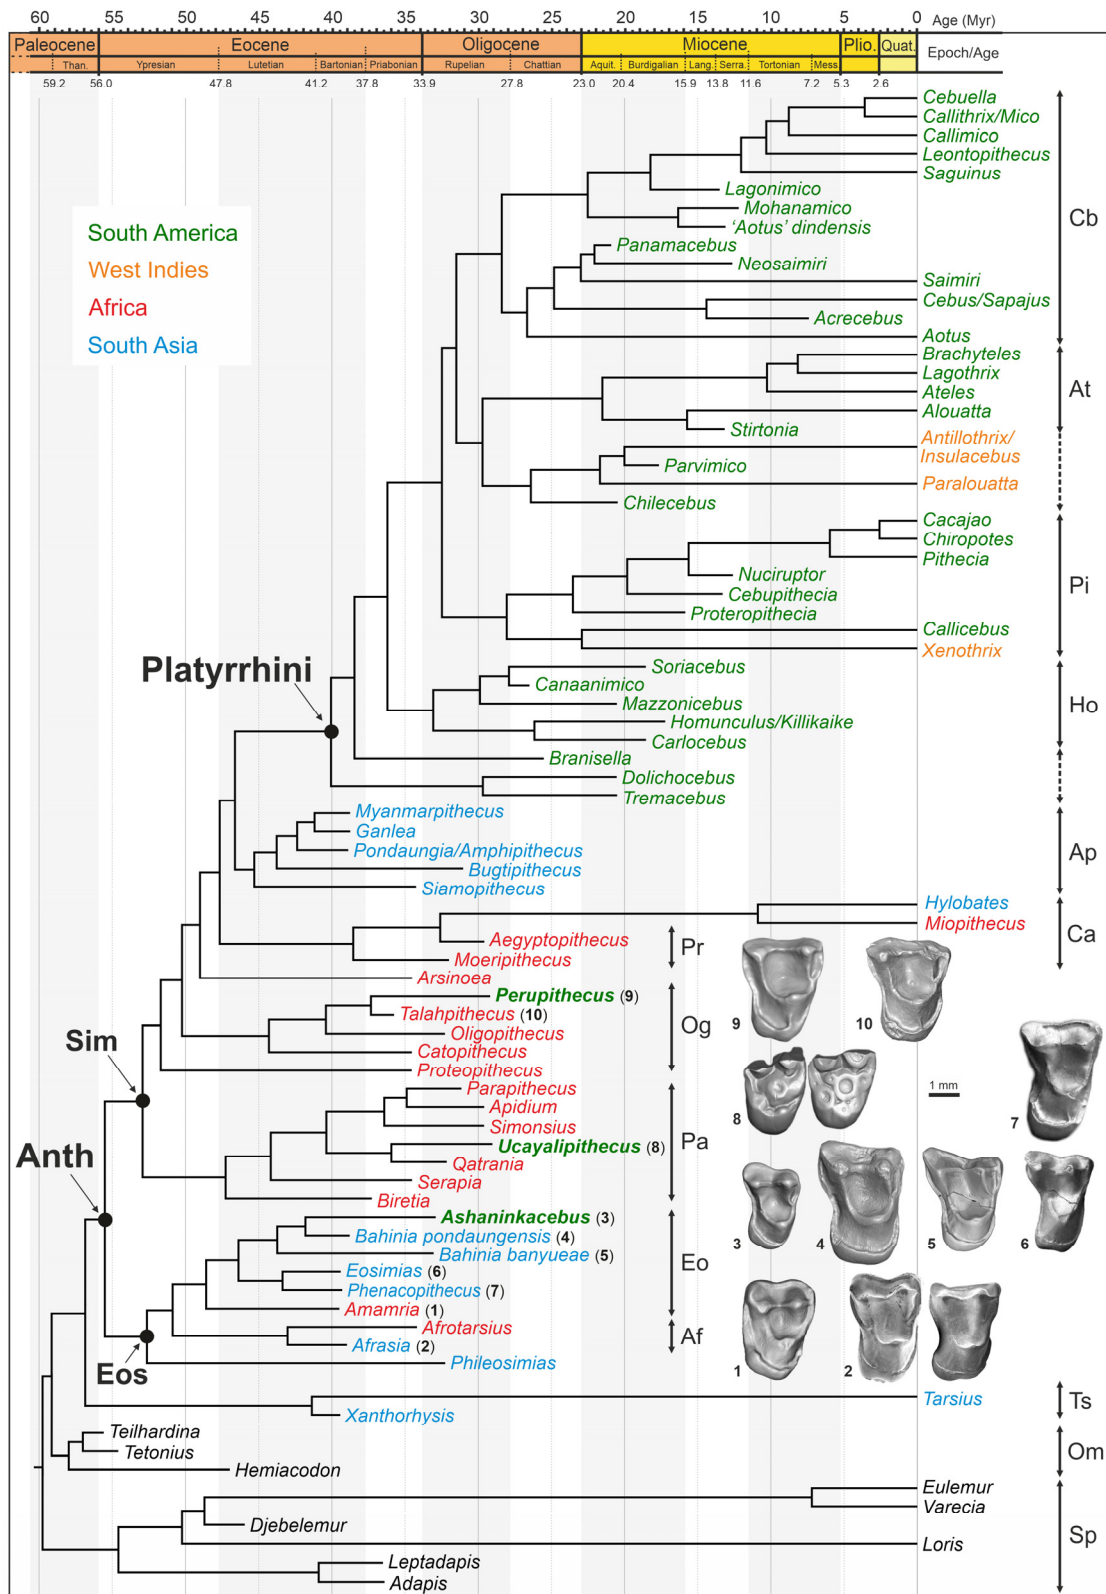 60 55 50 45 40 35 30 25 20 15 10 5 0 Age (Myr)
Paleocene Eocene Oligocene Miocene Plio. Quat. Epoch/Age
Than. Ypresian Lutetian Bartonian Priabonian Rupelian Chattian Aquit. Burdigalian Lang. Serra. Tortonian Mess.
59.2 56.0 47.8 41.2 37.8 33.9 27.8 23.0 20.4 15.9 13.8 11.6 7.2 5.3 2.6
Cebuella
Callithrix/Mico
Callimico
Leontopithecus
Saguinus
Lagonimico
Mohanamico
Cb
'Aotus' dindensis
South America
Panamacebus
Neosaimiri
West Indies
Saimiri
Cebus/Sapajus
Africa
Acrecebus
Aotus
South Asia
Brachyteles
Lagothrix
At
Ateles
Alouatta
Stirtonia
Antillothrix/
Insulacebus
Parvimico
Paralouatta
Chilecebus
Cacajao
Chiropotes
Pithecia
Nuciruptor
Pi
Cebupithecia
Proteropithecia
Callicebus
Xenothrix
Platyrrhini
Soriacebus
Canaanimico
Mazzonicebus
Ho
Homunculus/Killikaike
Carlocebus
Branisella
Dolichocebus
Tremacebus
Myanmarpithecus
Ganlea
Pondaungia/Amphipithecus
Ap
Bugtipithecus
Siamopithecus
Hylobates
Miopithecus
Ca
Aegyptopithecus
Pr
Moeripithecus
Arsinoea
Perupithecus (9)
Talahpithecus (10)
Og
9 10
Oligopithecus
Sim
Catopithecus
Proteopithecus
Parapithecus
1 mm
Apidium
8
7
Simonsius
Pa
Ucayalipithecus (8)
Anth
Qatrania
Serapia
Biretia
Ashaninkacebus (3)
Bahinia pondaungensis (4)
3 4 5 6
Bahinia banyueae (5)
Eo
Eosimias (6)
Phenacopithecus (7)
Amamria (1)
Afrotarsius
Af
Afrasia (2)
Phileosimias
Eos
1 2
Tarsius
Ts
Xanthorhysis
Teilhardina
Tetonius
Om
Hemiacodon
Eulemur
Varecia
Djebelemur
Sp
Loris
Leptadapis
Adapis